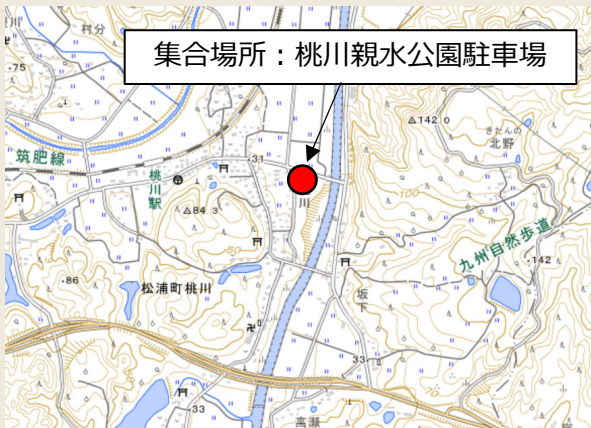 村分
・75
集合場所：桃川親水公園駐車場
△142.0
きたんの
北野
筑肥線
桃川駅
31
川
100
△84.3
50
九州自然歩道
・142
・86
松浦町桃川
坂下
33
・33
高瀬